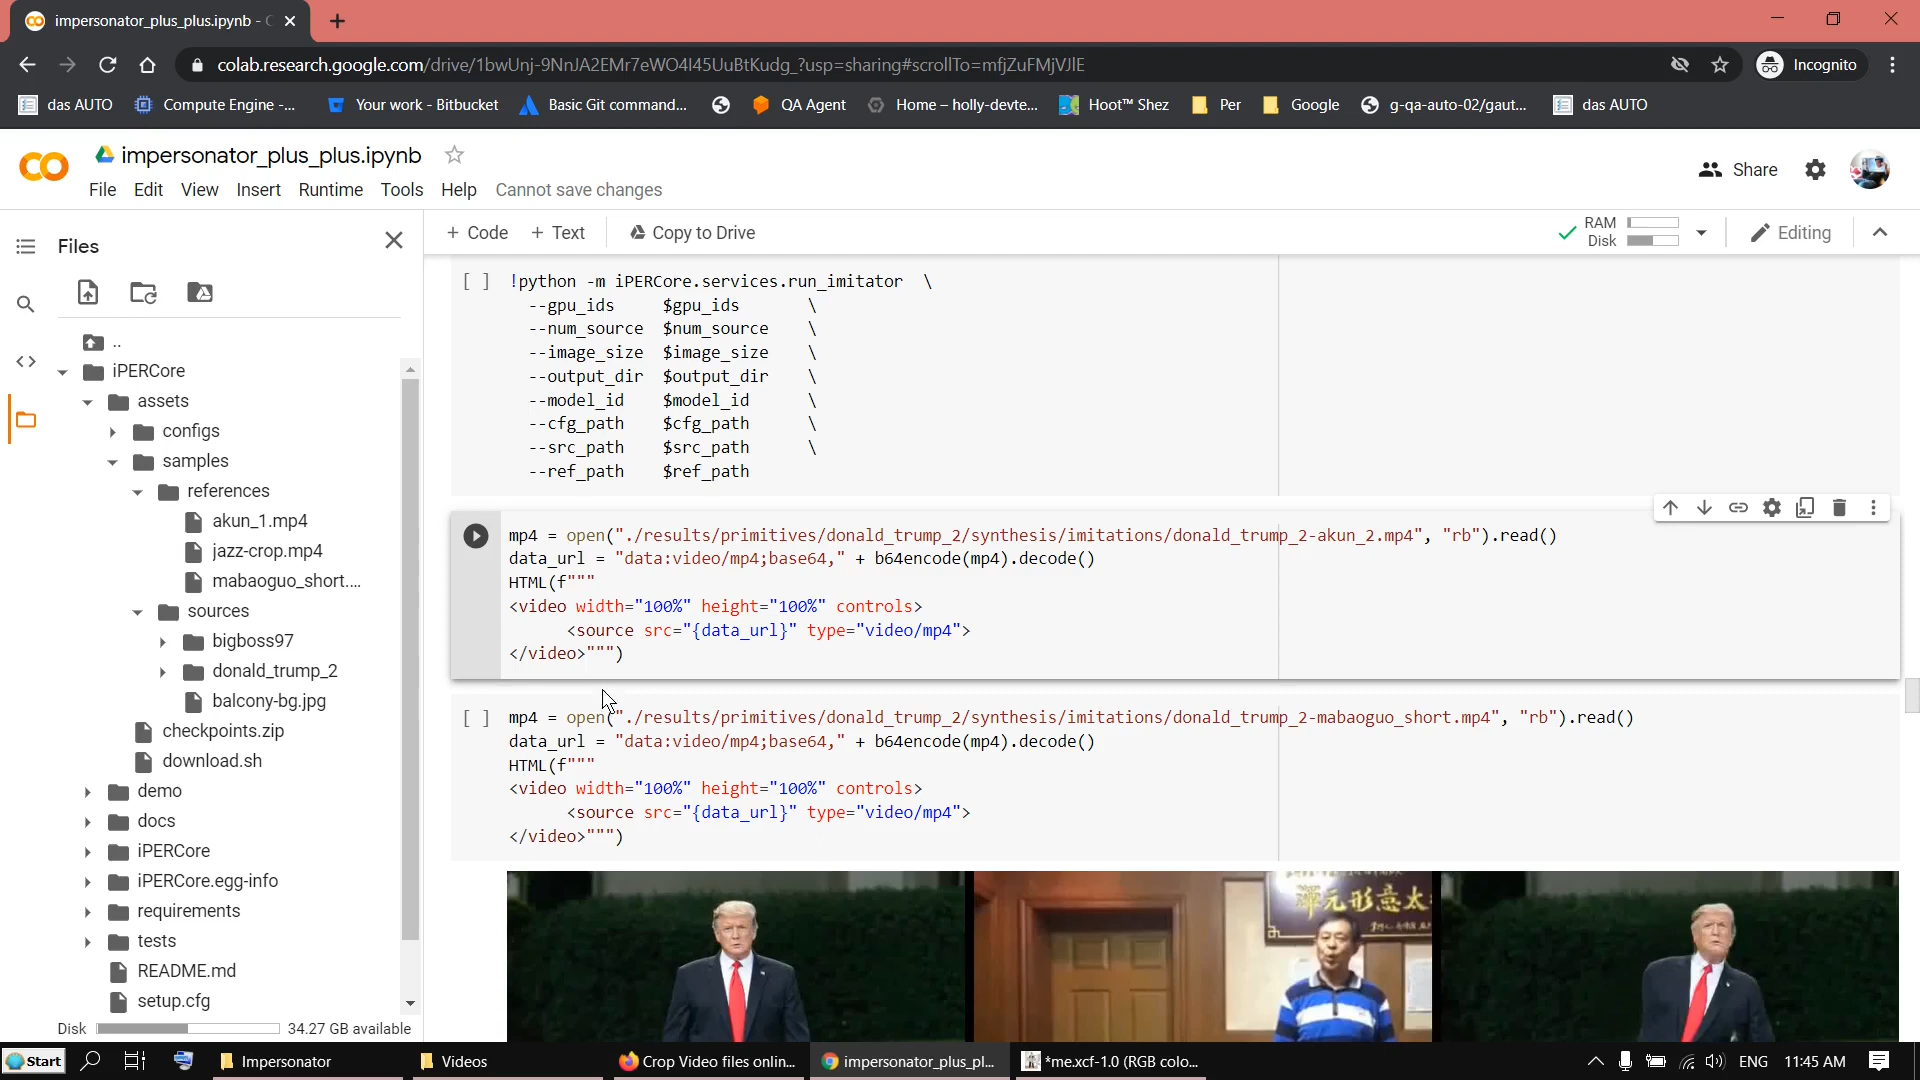 impersonator_plus_plus.ipynb - C
colab.research.google.com/drive/1bwUnj-9NnJA2EMr7eWO4I45UuBtKudg_?usp=sharing#scrollTo=mfjZuFMjVJlE
Incognito
das AUTO
Compute Engine -...
Your work - Bitbucket
Basic Git command...
QA Agent
Home – holly-devte...
Hoot™ Shez
Per
Google
g-qa-auto-02/gaut...
das AUTO
impersonator_plus_plus.ipynb
Share
File Edit View Insert Runtime Tools Help Cannot save changes
Files
+ Code + Text Copy to Drive
RAM
Disk
Editing
..
iPERCore
assets
configs
samples
references
akun_1.mp4
jazz-crop.mp4
mabaoguo_short....
sources
bigboss97
donald_trump_2
balcony-bg.jpg
checkpoints.zip
download.sh
demo
docs
iPERCore
iPERCore.egg-info
requirements
tests
README.md
setup.cfg
Disk 34.27 GB available
[ ] !python -m iPERCore.services.run_imitator \
--gpu_ids $gpu_ids \
--num_source $num_source \
--image_size $image_size \
--output_dir $output_dir \
--model_id $model_id \
--cfg_path $cfg_path \
--src_path $src_path \
--ref_path $ref_path
mp4 = open("./results/primitives/donald_trump_2/synthesis/imitations/donald_trump_2-akun_2.mp4", "rb").read()
data_url = "data:video/mp4;base64," + b64encode(mp4).decode()
HTML(f"""
<video width="100%" height="100%" controls>
<source src="{data_url}" type="video/mp4">
</video>""")
[ ] mp4 = open("./results/primitives/donald_trump_2/synthesis/imitations/donald_trump_2-mabaoguo_short.mp4", "rb").read()
data_url = "data:video/mp4;base64," + b64encode(mp4).decode()
HTML(f"""
<video width="100%" height="100%" controls>
<source src="{data_url}" type="video/mp4">
</video>""")
Start
Impersonator
Videos
Crop Video files onlin...
impersonator_plus_pl...
*me.xcf-1.0 (RGB colo...
ENG
11:45 AM